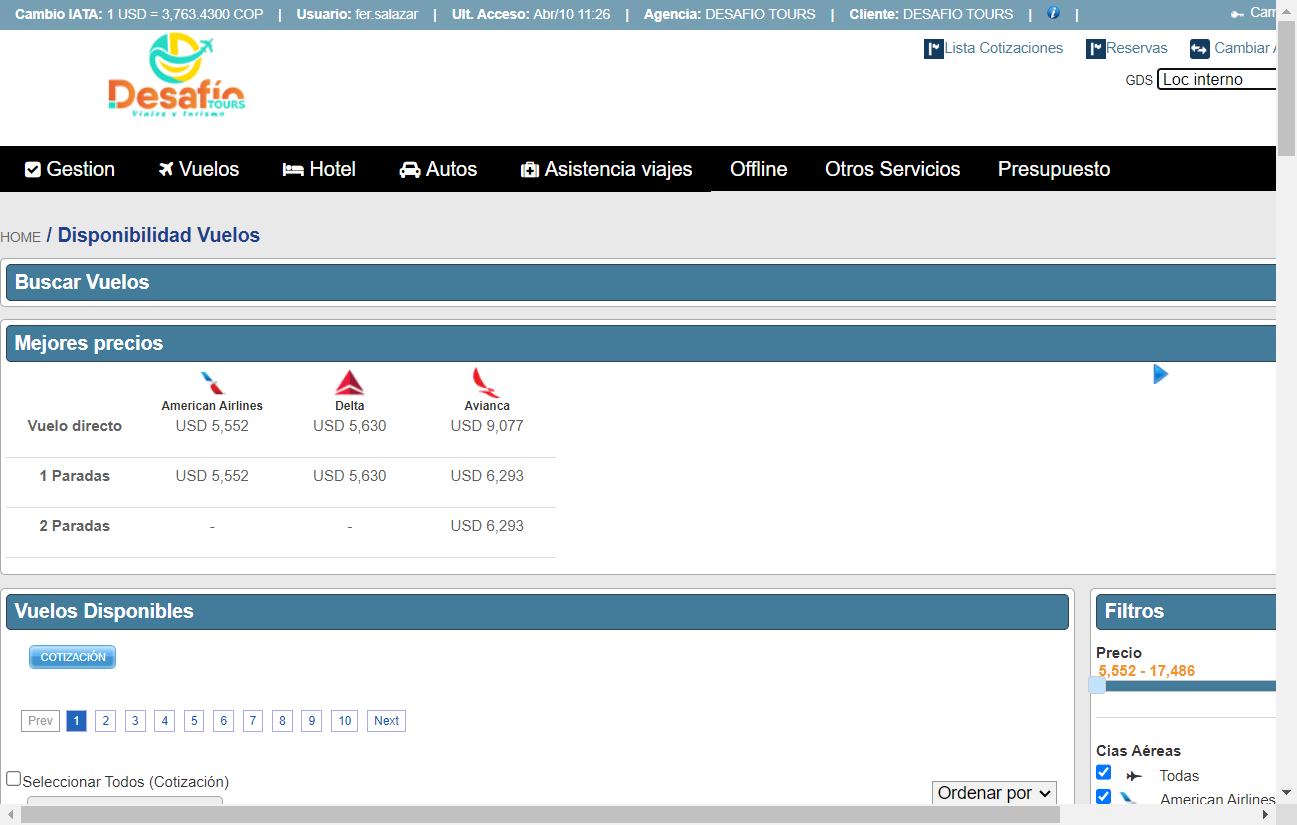 Cambio IATA: 1 USD = 3,763.4300 COP | Usuario: fer.salazar | Ult. Acceso: Abr/10 11:26 | Agencia: DESAFIO TOURS | Cliente: DESAFIO TOURS | |
Desafío
TOURS
Viajes y Turismo
Lista Cotizaciones Reservas Cambiar
GDS Loc interno
Gestion Vuelos Hotel Autos Asistencia viajes Offline Otros Servicios Presupuesto
HOME / Disponibilidad Vuelos
Buscar Vuelos
Mejores precios
American Airlines Delta Avianca
Vuelo directo USD 5,552 USD 5,630 USD 9,077
1 Paradas USD 5,552 USD 5,630 USD 6,293
2 Paradas - - USD 6,293
Vuelos Disponibles
COTIZACIÓN
Prev 1 2 3 4 5 6 7 8 9 10 Next
Seleccionar Todos (Cotización)
Ordenar por
Filtros
Precio
5,552 - 17,486
Cias Aéreas
Todas
American Airlines